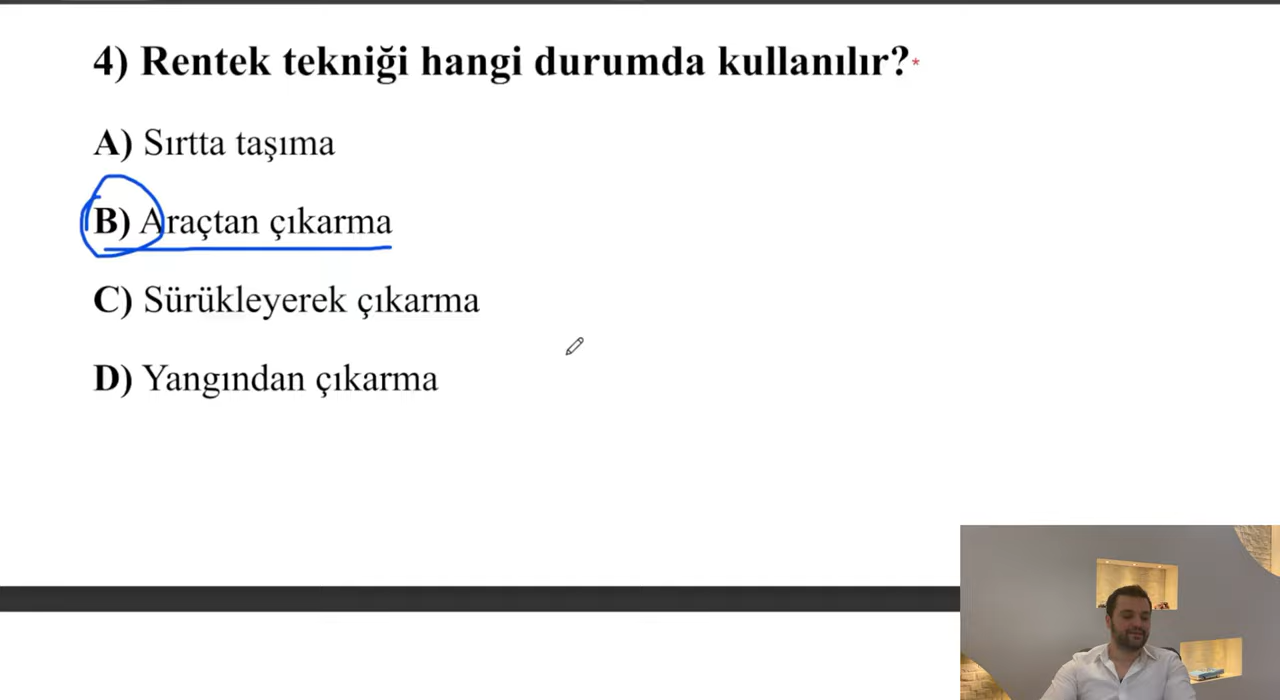 4) Rentek tekniği hangi durumda kullanılır?*
A) Sırtta taşıma
B) Araçtan çıkarma
C) Sürükleyerek çıkarma
D) Yangından çıkarma